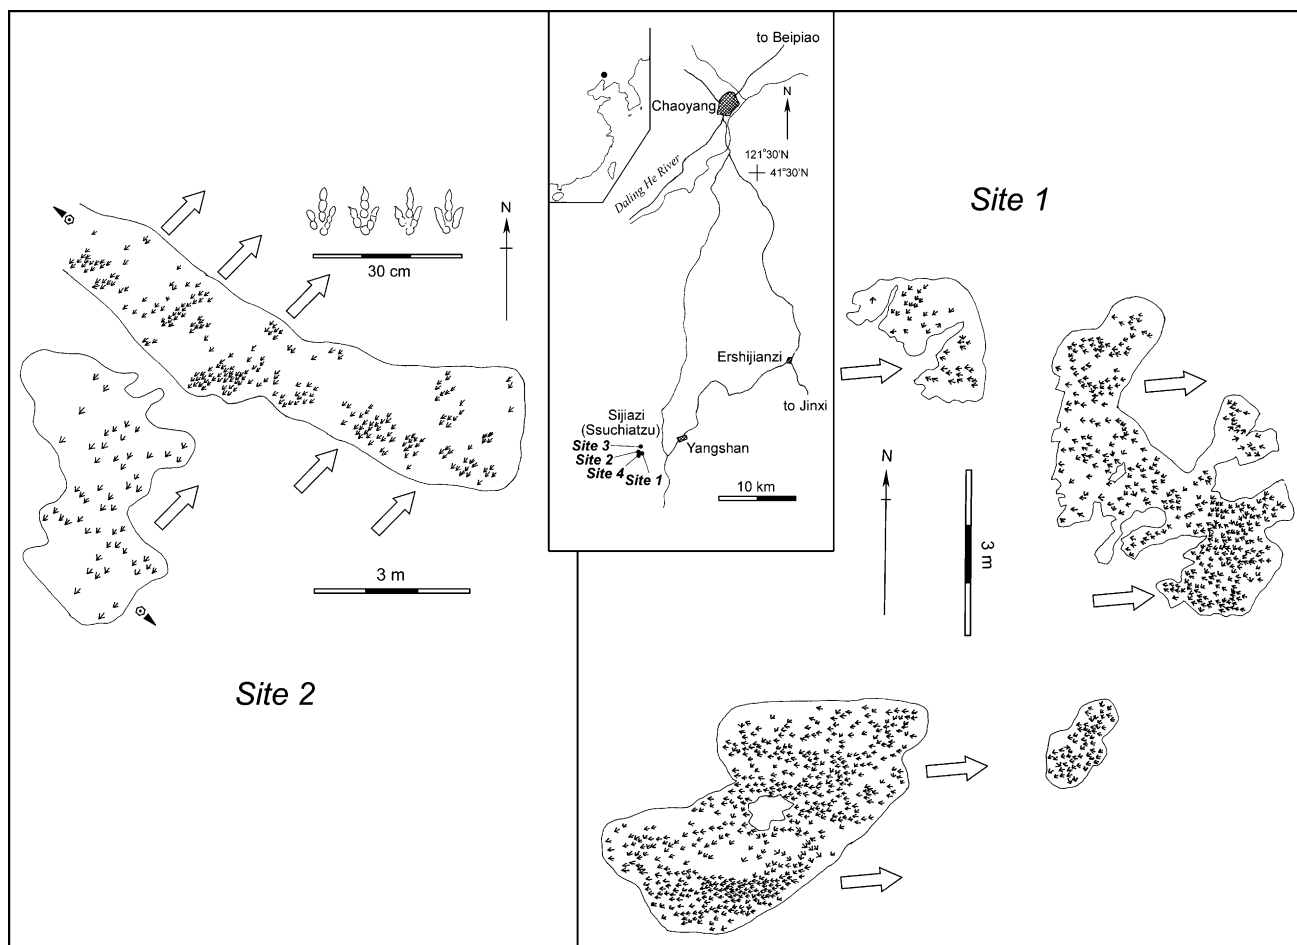 N
30 cm
3 m
Site 2
to Beipiao
Chaoyang
N
121°30'N
41°30'N
Daling He River
Ershijianzi
to Jinxi
Sijiazi
(Ssuchiatzu)
Site 3
Site 2
Site 4
Site 1
Yangshan
10 km
Site 1
N
3 m